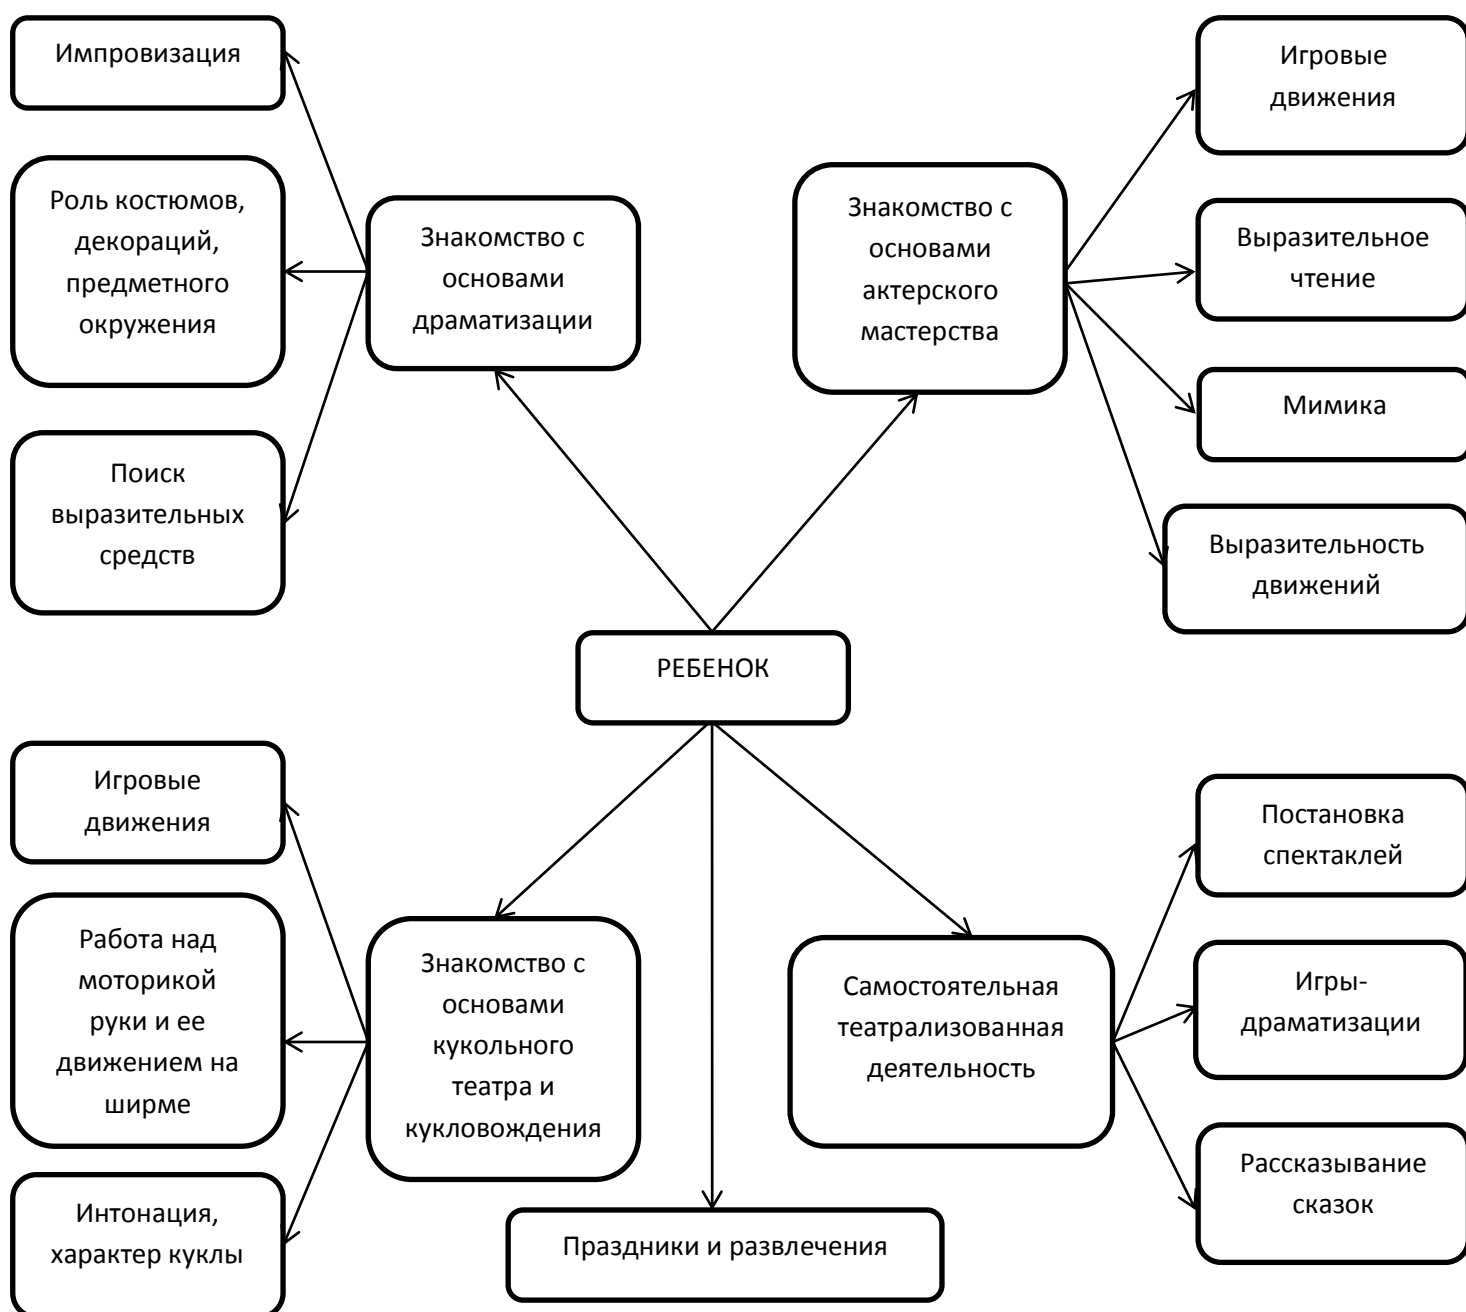 Импровизация
Роль костюмов,
декораций,
предметного
окружения
Поиск
выразительных
средств
Знакомство с
основами
драматизации
Знакомство с
основами
актерского
мастерства
Игровые
движения
Выразительное
чтение
Мимика
Выразительность
движений
РЕБЕНОК
Игровые
движения
Работа над
моторикой
руки и ее
движением на
ширме
Интонация,
характер куклы
Знакомство с
основами
кукольного
театра и
кукловождения
Праздники и развлечения
Самостоятельная
театрализованная
деятельность
Постановка
спектаклей
Игры-
драматизации
Рассказывание
сказок